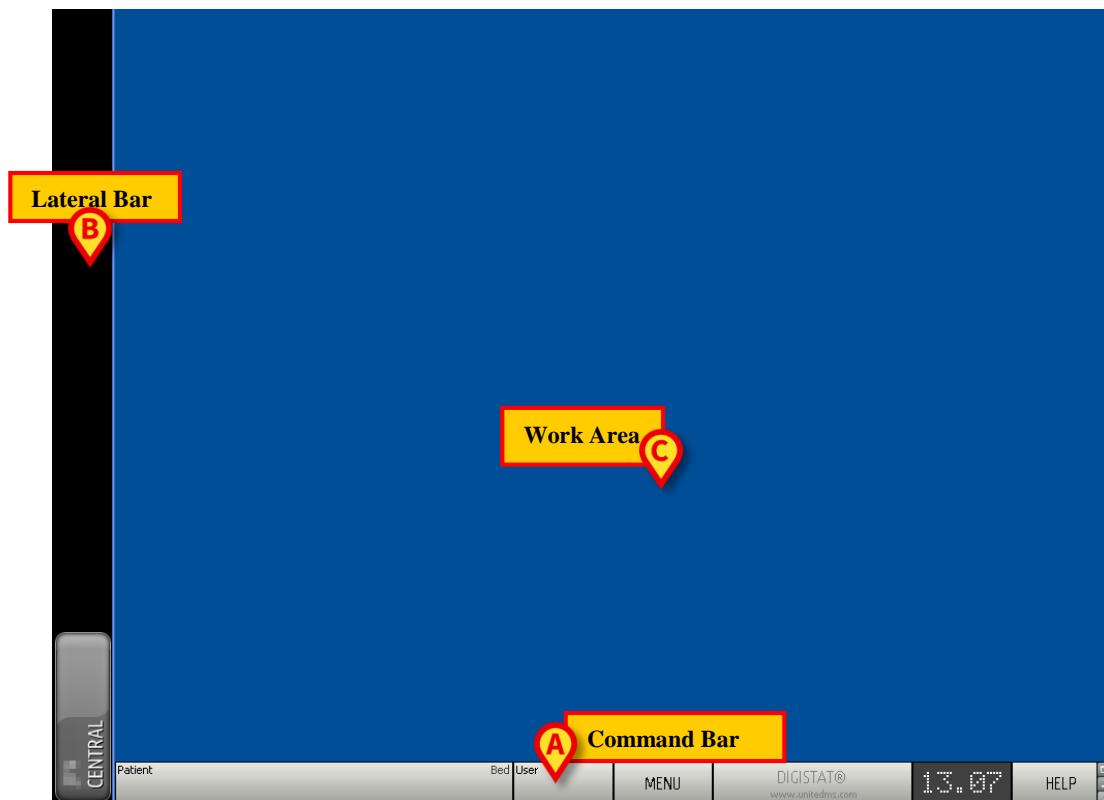 Lateral Bar
B
Work Area
C
CENTRAL
A
Command Bar
Patient Bed User
MENU
DIGISTAT®
www.unitedms.com
13.07
HELP